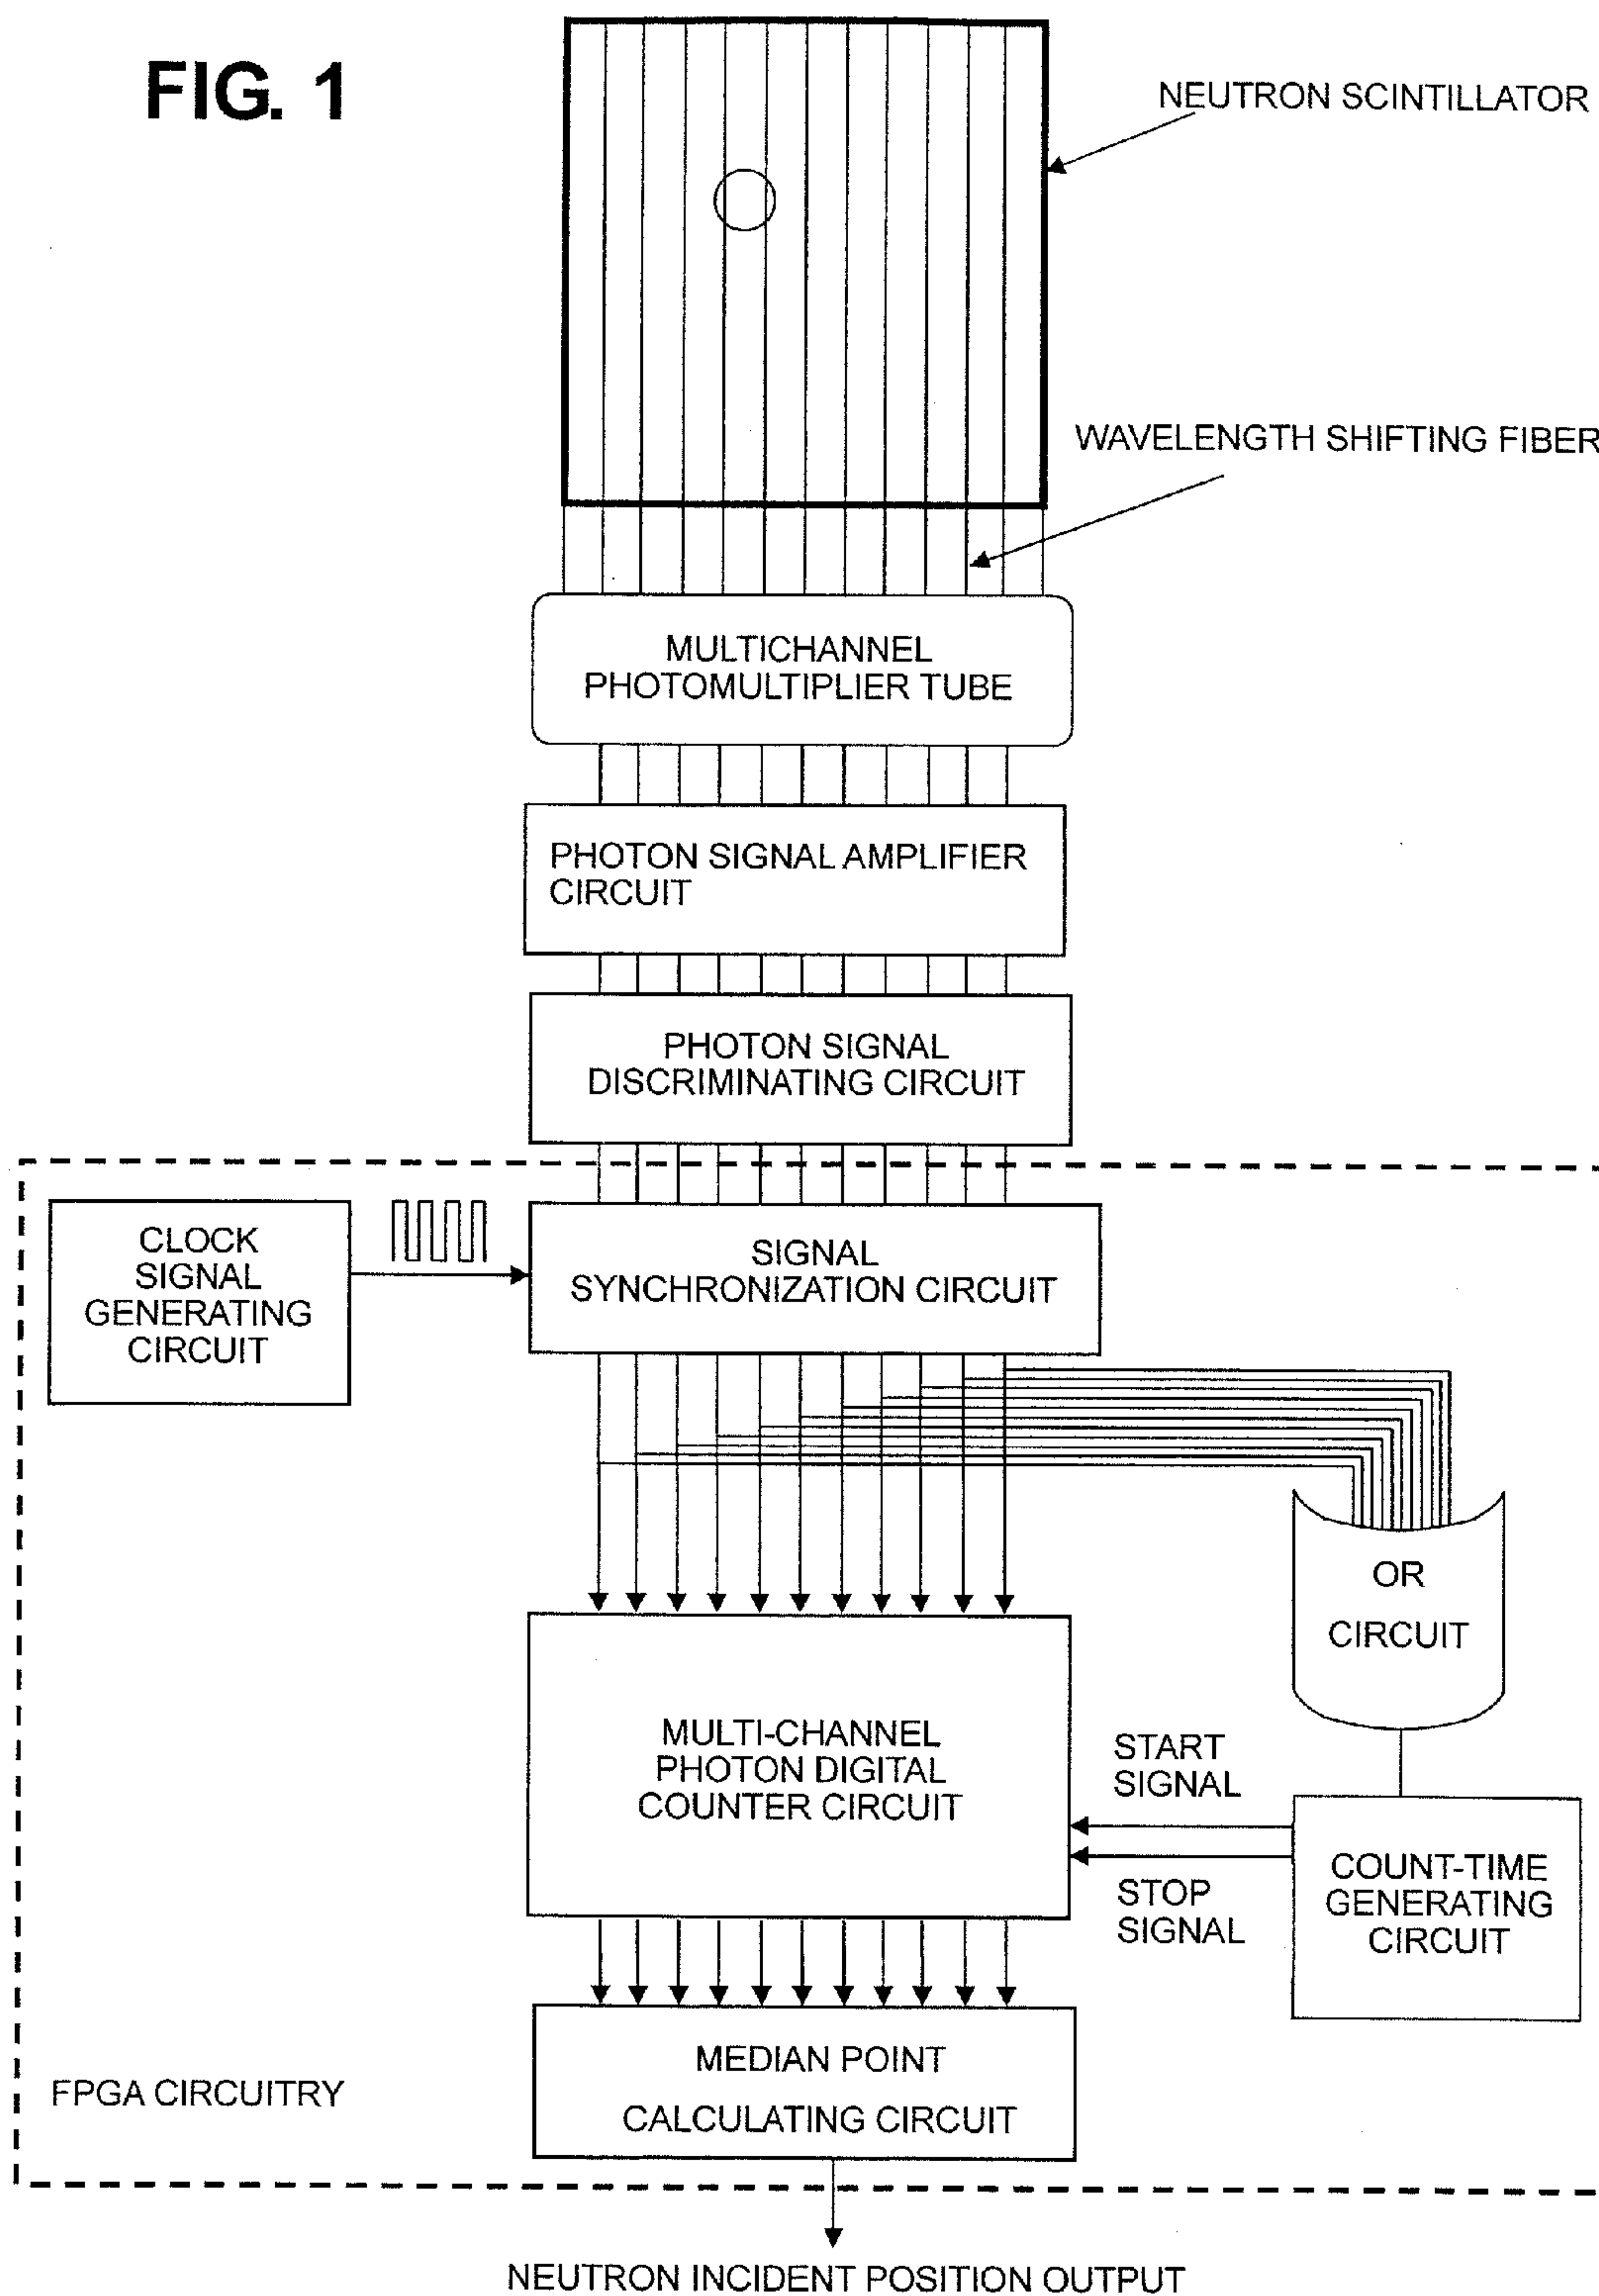 FIG. 1
NEUTRON SCINTILLATOR
WAVELENGTH SHIFTING FIBER
MULTICHANNEL
PHOTOMULTIPLIER TUBE
PHOTON SIGNAL AMPLIFIER
CIRCUIT
PHOTON SIGNAL
DISCRIMINATING CIRCUIT
CLOCK
SIGNAL
GENERATING
CIRCUIT
SIGNAL
SYNCHRONIZATION CIRCUIT
OR
CIRCUIT
MULTI-CHANNEL
PHOTON DIGITAL
COUNTER CIRCUIT
START
SIGNAL
STOP
SIGNAL
COUNT-TIME
GENERATING
CIRCUIT
MEDIAN POINT
CALCULATING CIRCUIT
FPGA CIRCUITRY
NEUTRON INCIDENT POSITION OUTPUT